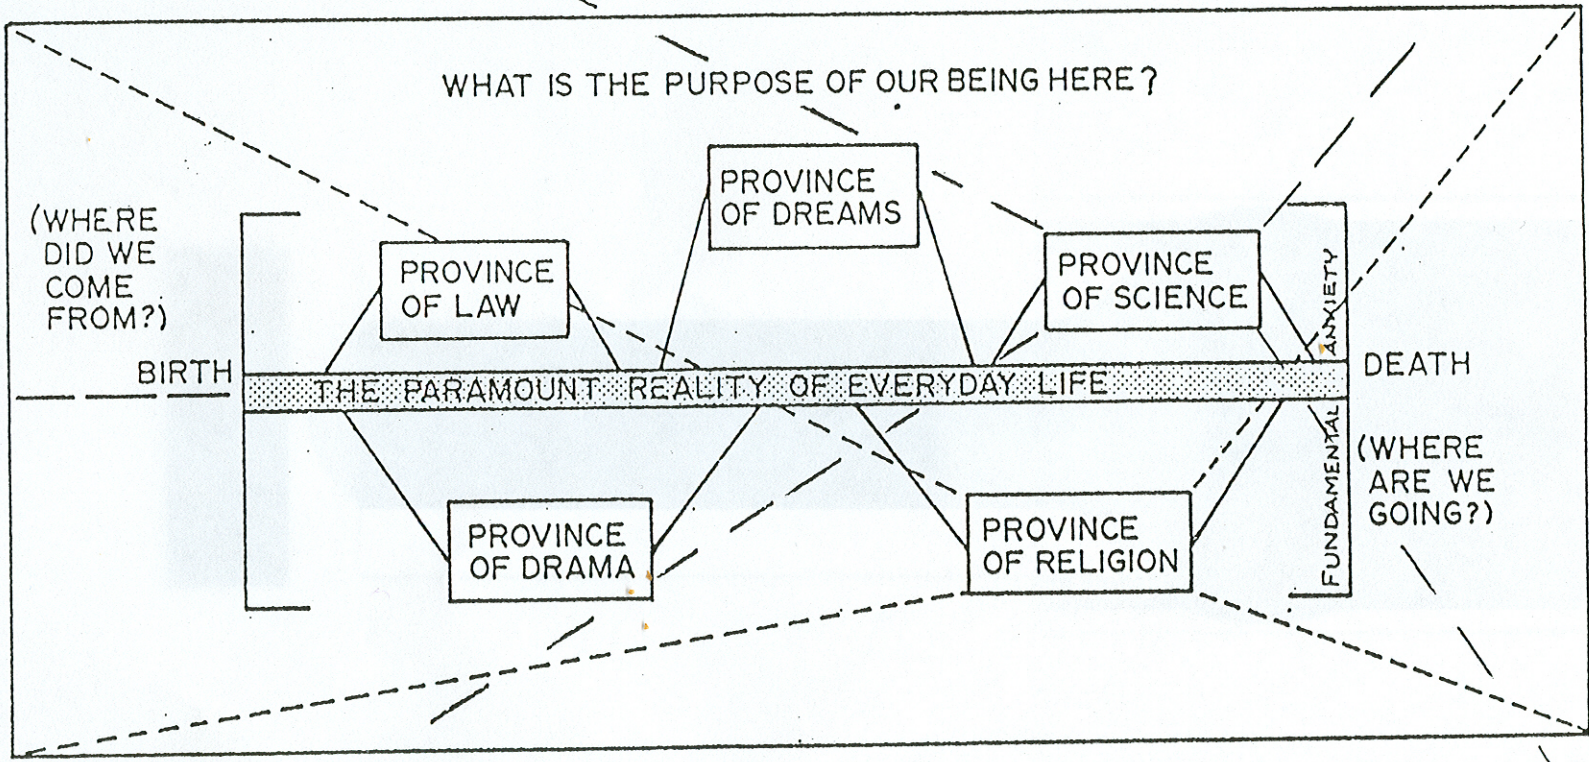 WHAT IS THE PURPOSE OF OUR BEING HERE?
PROVINCE
OF DREAMS
(WHERE
DID WE
COME
FROM?)
PROVINCE
OF LAW
PROVINCE
OF SCIENCE
ANXIETY
BIRTH
THE PARAMOUNT REALITY OF EVERYDAY LIFE
DEATH
FUNDAMENTAL
(WHERE
ARE WE
GOING?)
PROVINCE
OF DRAMA
PROVINCE
OF RELIGION